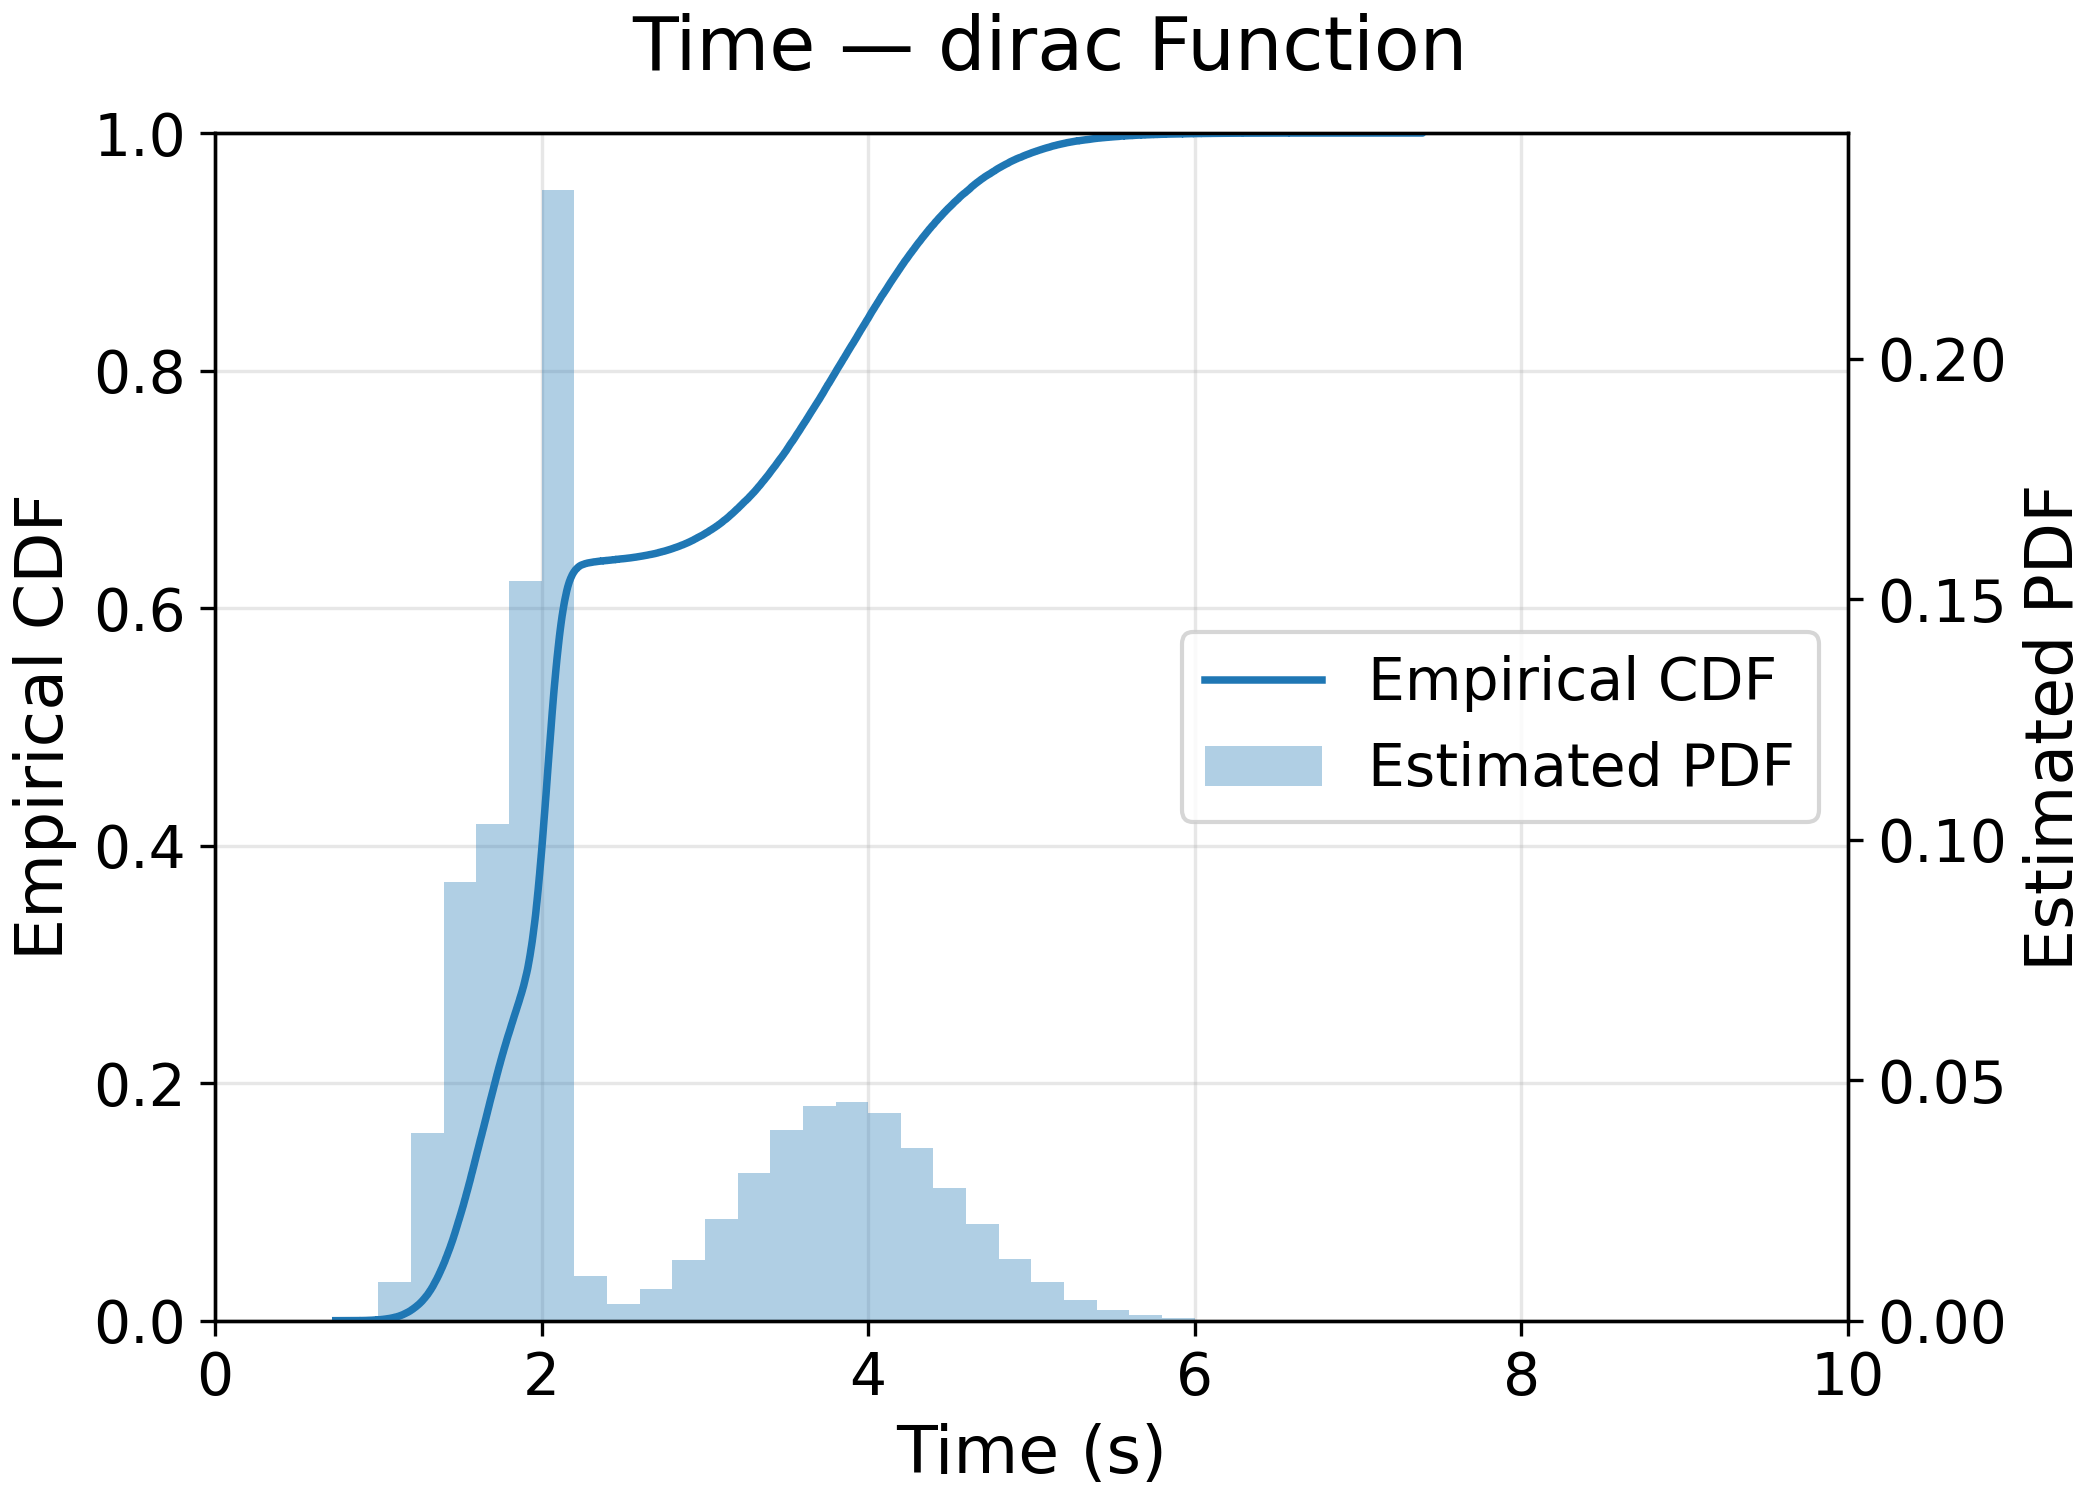 Time — dirac Function
1.0
0.8
0.6
0.4
0.2
0.0
Empirical CDF
0.20
0.15
0.10
0.05
0.00
Estimated PDF
Empirical CDF
Estimated PDF
0 2 4 6 8 10
Time (s)